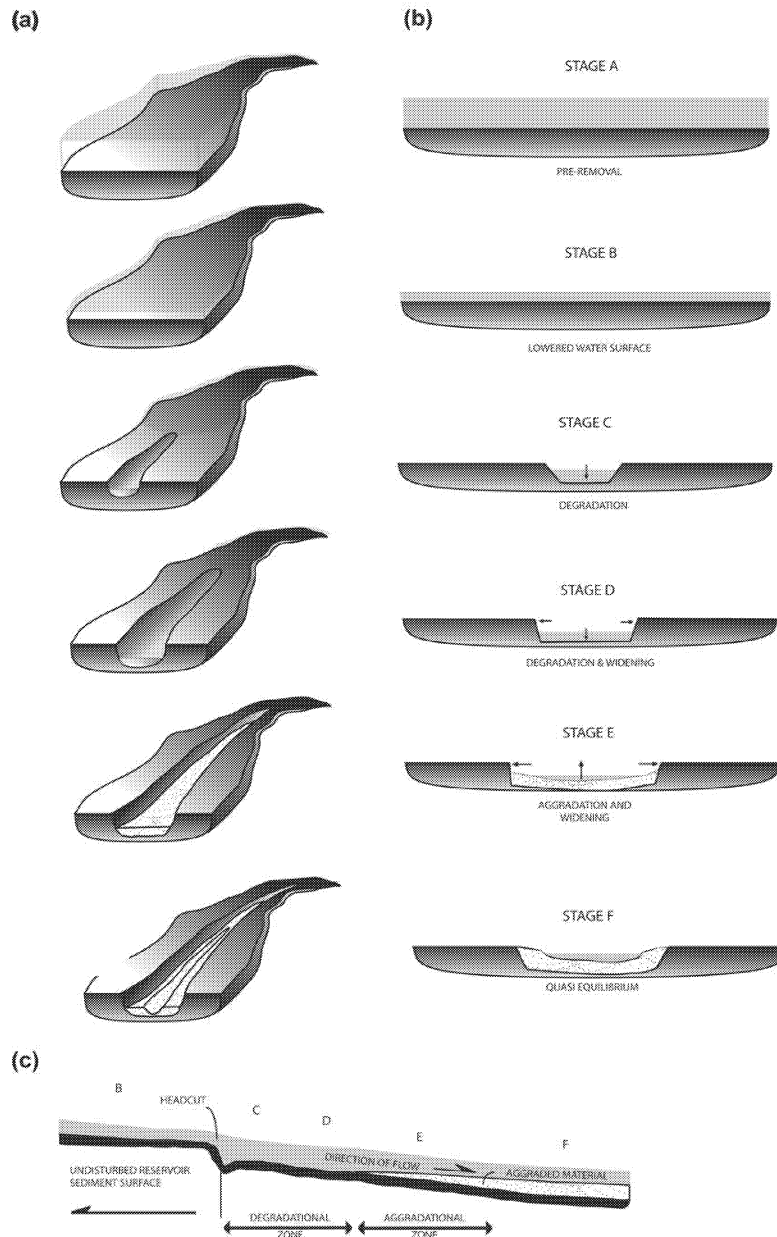 (a)
(b)
STAGE A
PRE-REMOVAL
STAGE B
LOWERED WATER SURFACE
STAGE C
DEGRADATION
STAGE D
DEGRADATION & WIDENING
STAGE E
AGGRADATION AND
WIDENING
STAGE F
QUASI EQUILIBRIUM
(c)
B
HEADCUT
C
D
E
F
DIRECTION OF FLOW
AGGRADED MATERIAL
UNDISTURBED RESERVOIR
SEDIMENT SURFACE
DEGRADATIONAL
ZONE
AGGRADATIONAL
ZONE